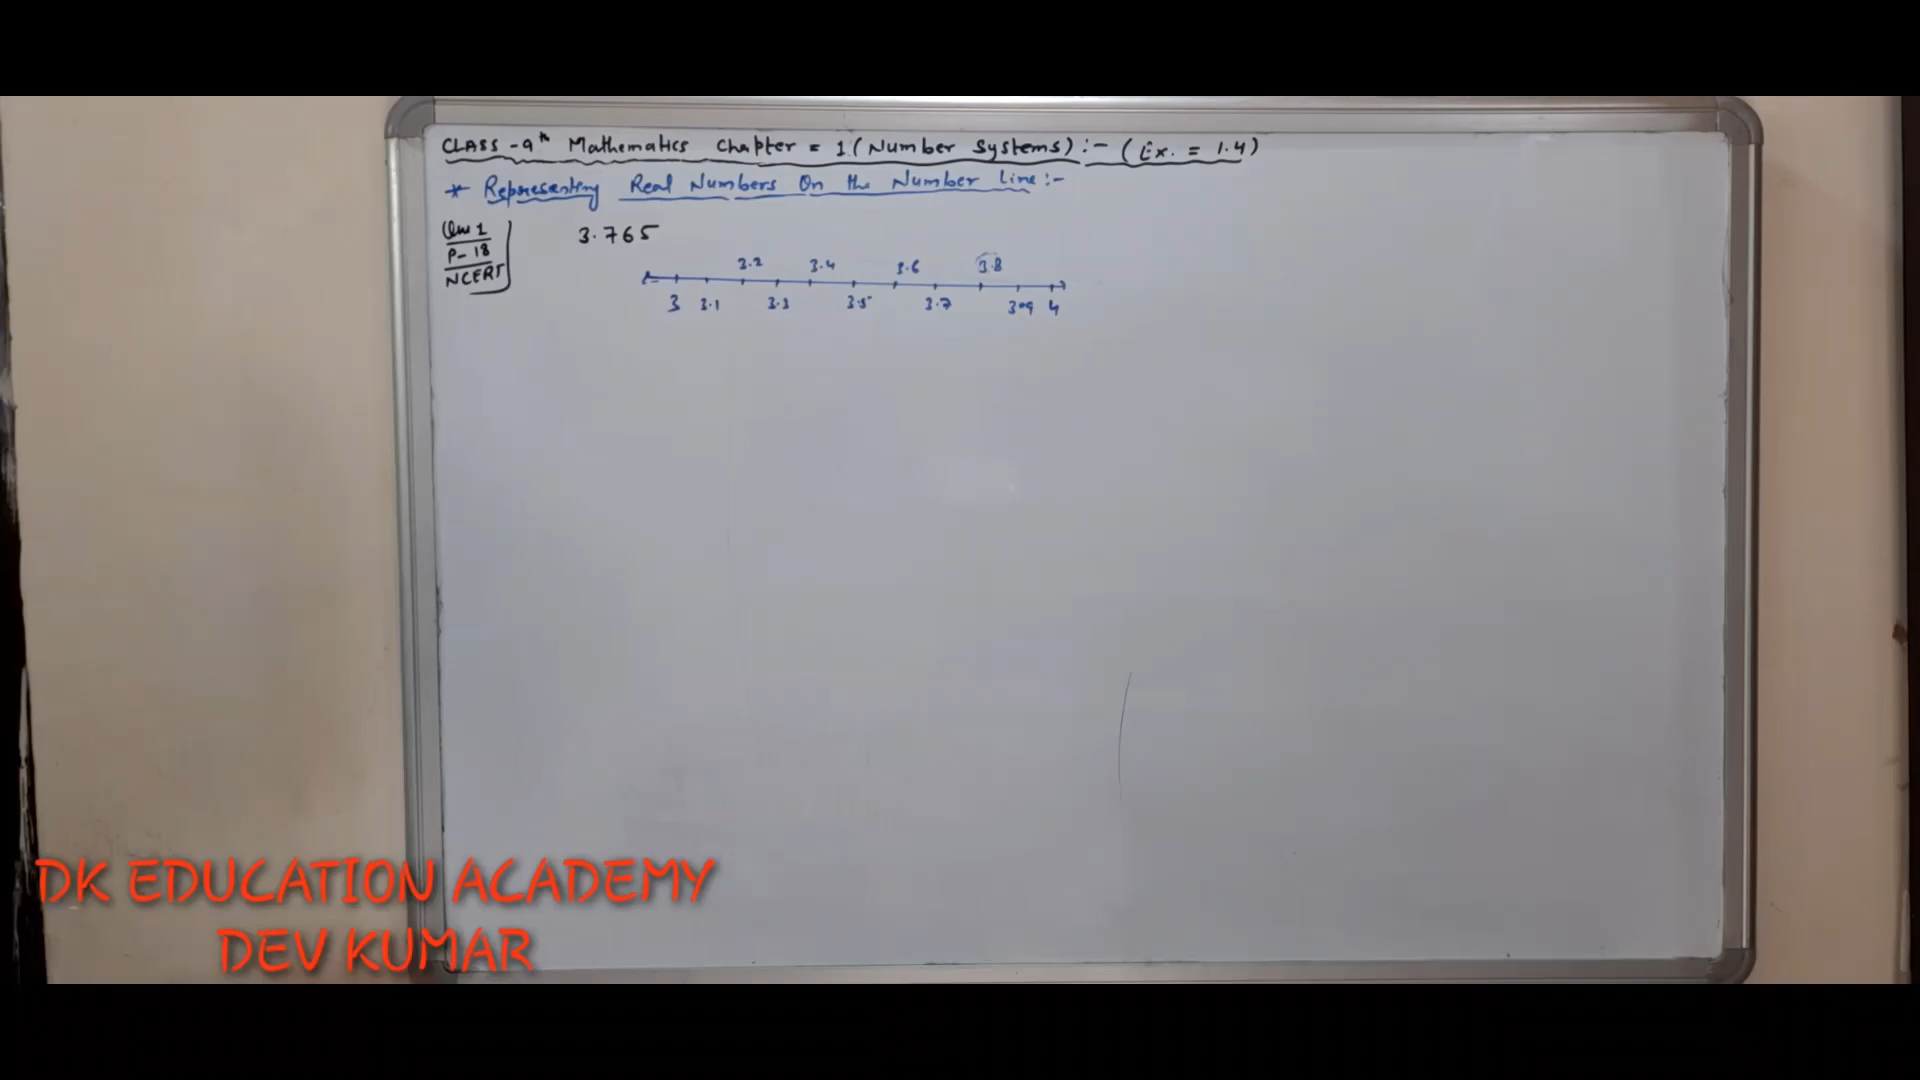 CLASS - 9th Mathematics Chapter = 1 (Number Systems) :- (Ex. = 1.4)
* Representing Real Numbers On the Number Line :-
Que 1
P- 18
NCERT
3.765
3.2 3.4 3.6 3.8
3 3.1 3.3 3.5 3.7 3.9 4
DK EDUCATION ACADEMY
DEV KUMAR